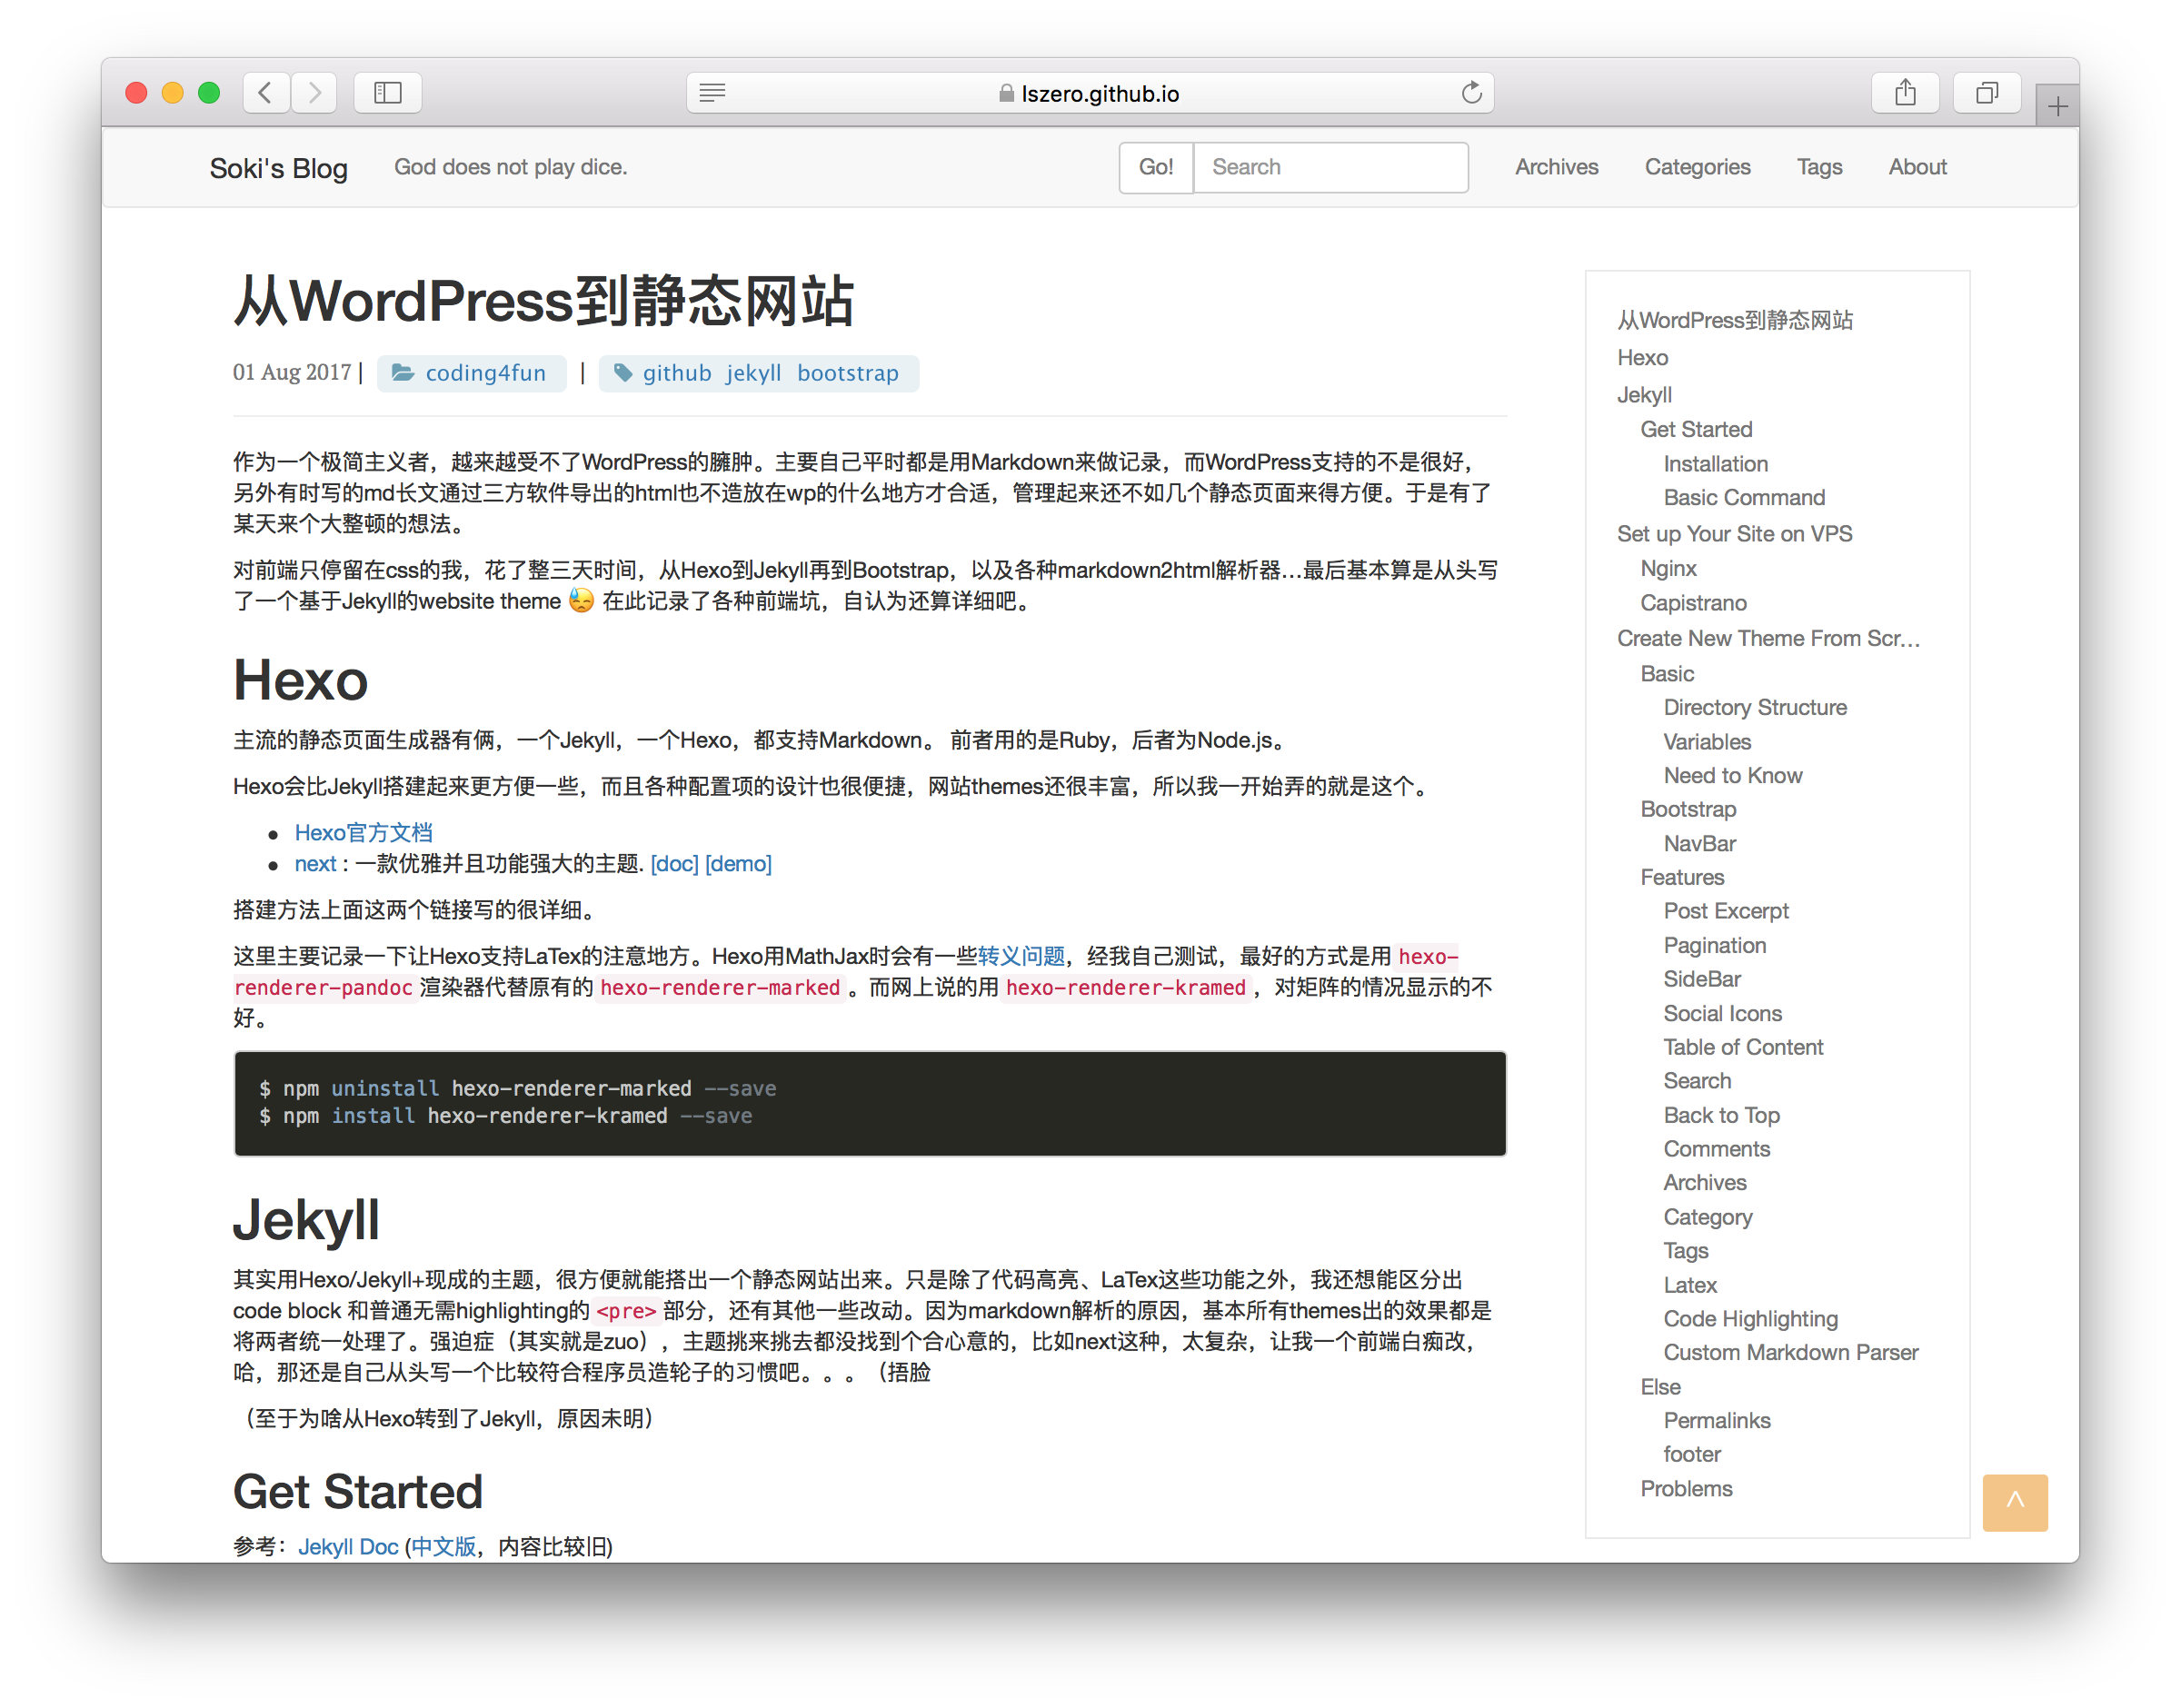 lszero.github.io
Soki's Blog God does not play dice. Go! Search Archives Categories Tags About
从WordPress到静态网站
01 Aug 2017 | coding4fun | github jekyll bootstrap
作为一个极简主义者，越来越受不了WordPress的臃肿。主要自己平时都是用Markdown来做记录，而WordPress支持的不是很好，
另外有时写的md长文通过三方软件导出的html也不造放在wp的什么地方才合适，管理起来还不如几个静态页面来得方便。于是有了
某天来个大整顿的想法。
对前端只停留在css的我，花了整三天时间，从Hexo到Jekyll再到Bootstrap，以及各种markdown2html解析器...最后基本算是从头写
了一个基于Jekyll的website theme 😓 在此记录了各种前端坑，自认为还算详细吧。
Hexo
主流的静态页面生成器有俩，一个Jekyll，一个Hexo，都支持Markdown。 前者用的是Ruby，后者为Node.js。
Hexo会比Jekyll搭建起来更方便一些，而且各种配置项的设计也很便捷，网站themes还很丰富，所以我一开始弄的就是这个。
• Hexo官方文档
• next : 一款优雅并且功能强大的主题. [doc] [demo]
搭建方法上面这两个链接写的很详细。
这里主要记录一下让Hexo支持LaTex的注意地方。Hexo用MathJax时会有一些转义问题，经我自己测试，最好的方式是用 hexo-
renderer-pandoc 渲染器代替原有的 hexo-renderer-marked 。而网上说的用 hexo-renderer-kramed ，对矩阵的情况显示的不
好。
$ npm uninstall hexo-renderer-marked --save
$ npm install hexo-renderer-kramed --save
Jekyll
其实用Hexo/Jekyll+现成的主题，很方便就能搭出一个静态网站出来。只是除了代码高亮、LaTex这些功能之外，我还想能区分出
code block 和普通无需highlighting的 <pre> 部分，还有其他一些改动。因为markdown解析的原因，基本所有themes出的效果都是
将两者统一处理了。强迫症（其实就是zuo），主题挑来挑去都没找到个合心意的，比如next这种，太复杂，让我一个前端白痴改，
哈，那还是自己从头写一个比较符合程序员造轮子的习惯吧。。。（捂脸
（至于为啥从Hexo转到了Jekyll，原因未明）
Get Started
参考：Jekyll Doc (中文版，内容比较旧)
从WordPress到静态网站
Hexo
Jekyll
Get Started
Installation
Basic Command
Set up Your Site on VPS
Nginx
Capistrano
Create New Theme From Scr...
Basic
Directory Structure
Variables
Need to Know
Bootstrap
NavBar
Features
Post Excerpt
Pagination
SideBar
Social Icons
Table of Content
Search
Back to Top
Comments
Archives
Category
Tags
Latex
Code Highlighting
Custom Markdown Parser
Else
Permalinks
footer
Problems
^